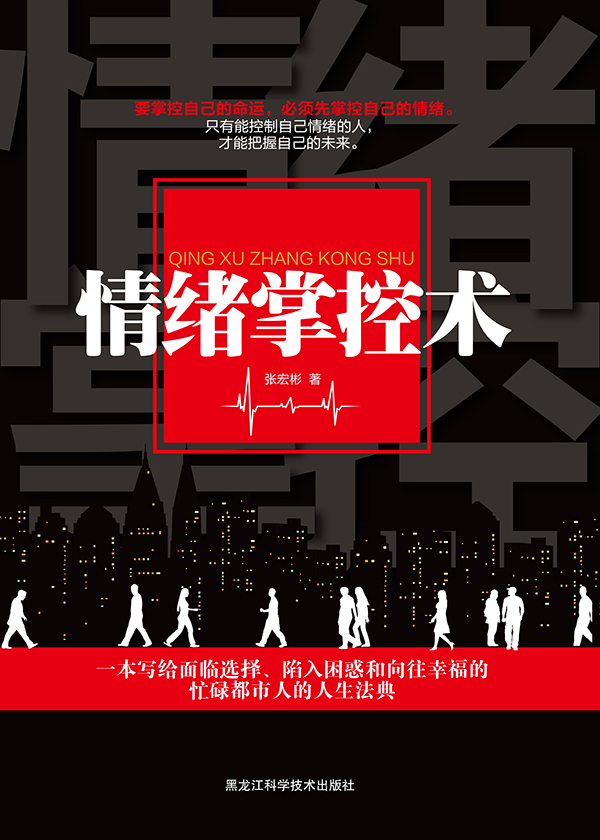 情绪
掌控
要掌控自己的命运，必须先掌控自己的情绪。
只有能控制自己情绪的人，
才能把握自己的未来。
QING XU ZHANG KONG SHU
情绪掌控术
张宏彬 著
一本写给面临选择、陷入困惑和向往幸福的
忙碌都市人的人生法典
黑龙江科学技术出版社